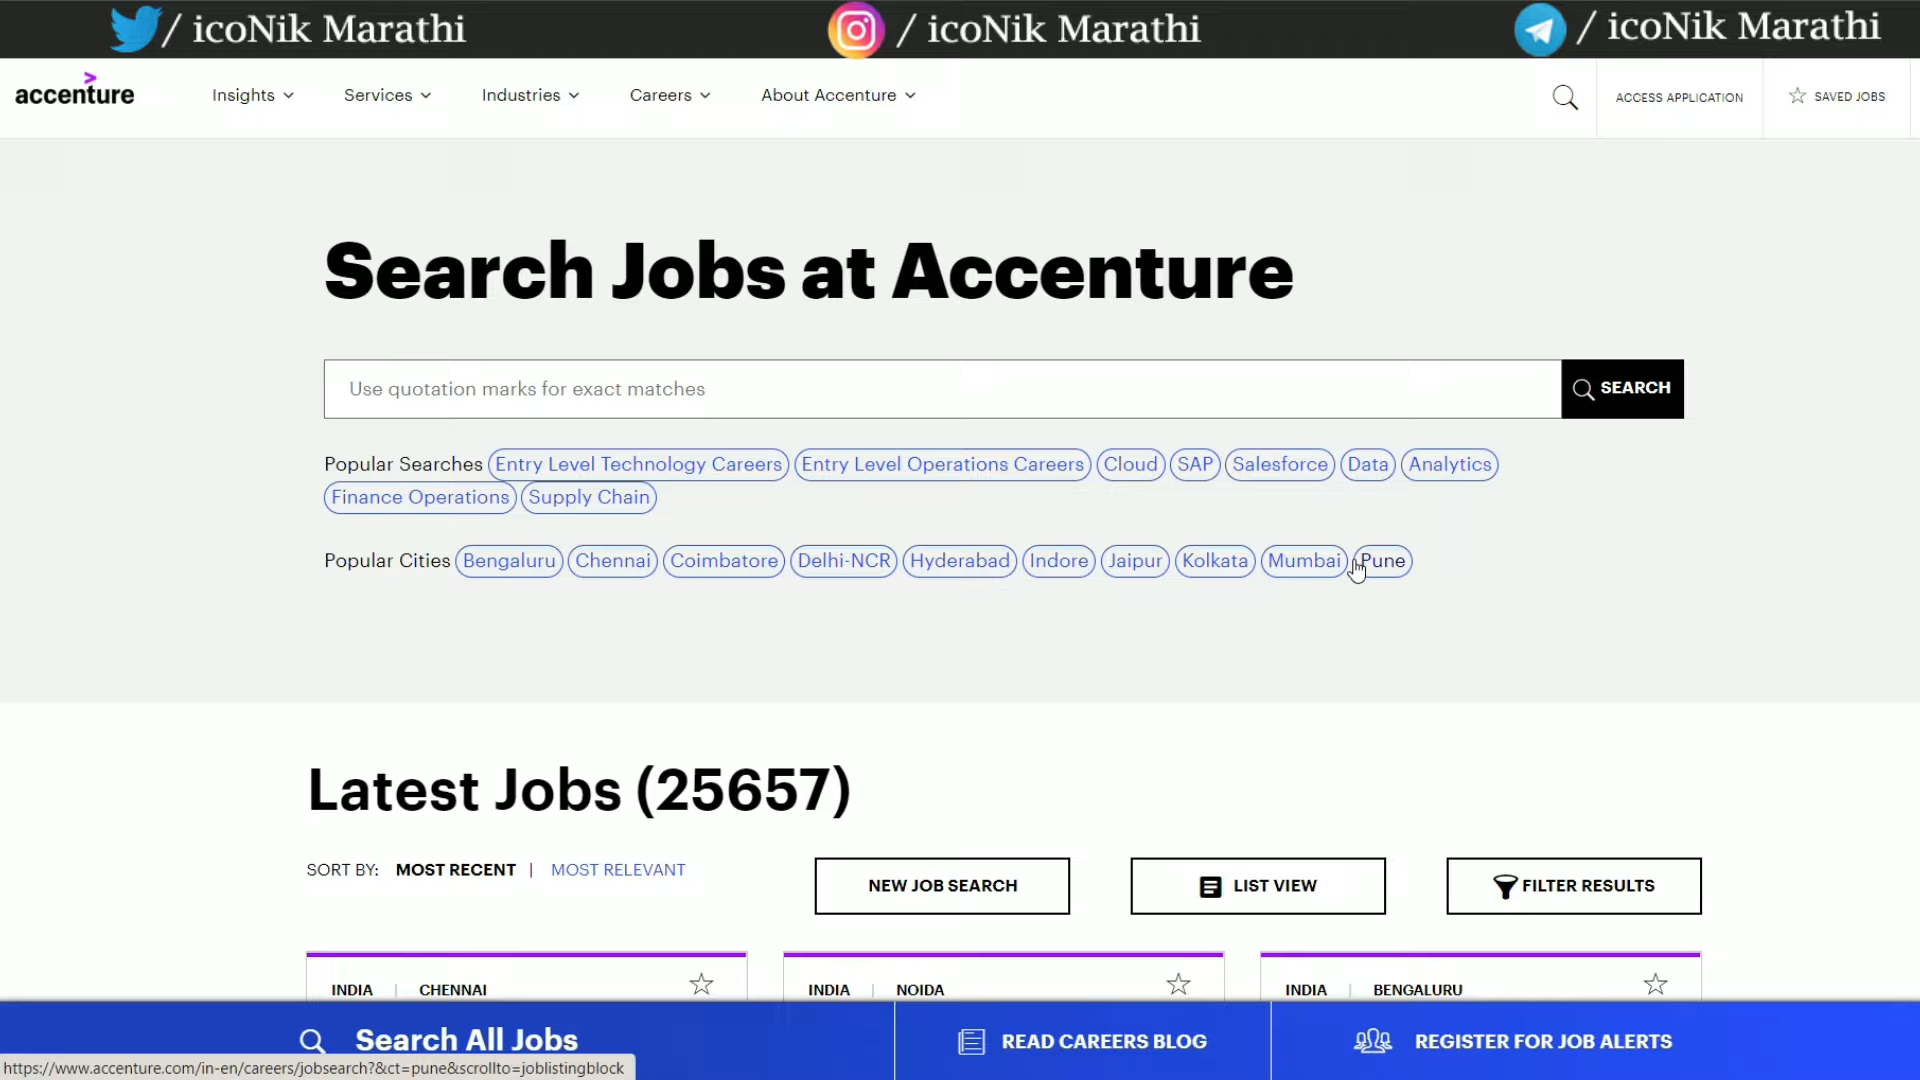 / icoNik Marathi / icoNik Marathi / icoNik Marathi
accenture Insights Services Industries Careers About Accenture ACCESS APPLICATION SAVED JOBS
Search Jobs at Accenture
Use quotation marks for exact matches SEARCH
Popular Searches Entry Level Technology Careers Entry Level Operations Careers Cloud SAP Salesforce Data Analytics
Finance Operations Supply Chain
Popular Cities Bengaluru Chennai Coimbatore Delhi-NCR Hyderabad Indore Jaipur Kolkata Mumbai Pune
Latest Jobs (25657)
SORT BY: MOST RECENT | MOST RELEVANT NEW JOB SEARCH LIST VIEW FILTER RESULTS
INDIA | CHENNAI INDIA | NOIDA INDIA | BENGALURU
Search All Jobs READ CAREERS BLOG REGISTER FOR JOB ALERTS
https://www.accenture.com/in-en/careers/jobsearch?&ct=pune&scrollto=joblistingblock